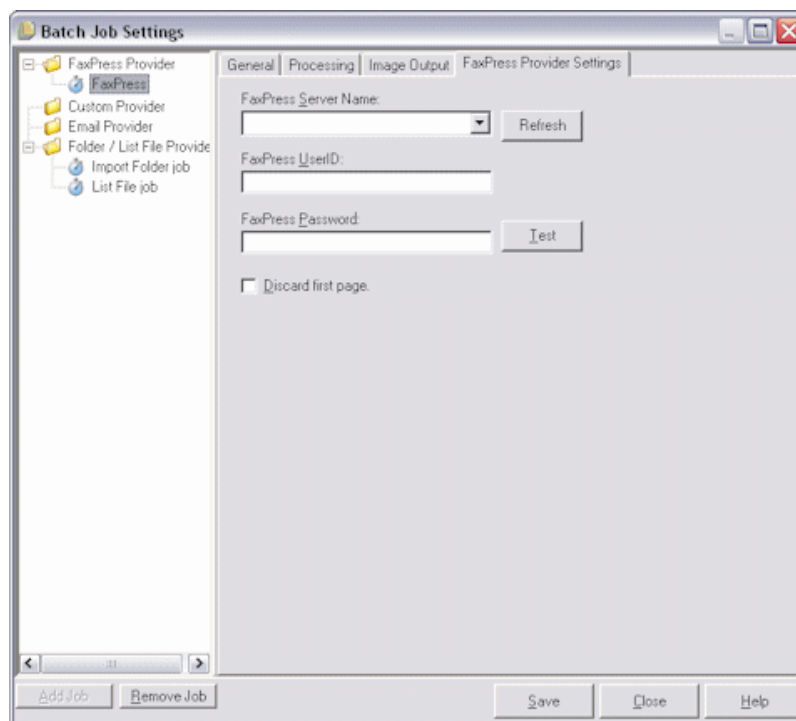 Batch Job Settings
FaxPress Provider
FaxPress
Custom Provider
Email Provider
Folder / List File Provide
Import Folder job
List File job
General
Processing
Image Output
FaxPress Provider Settings
FaxPress Server Name:
Refresh
FaxPress UserID:
FaxPress Password:
Test
Discard first page.
Add Job
Remove Job
Save
Close
Help